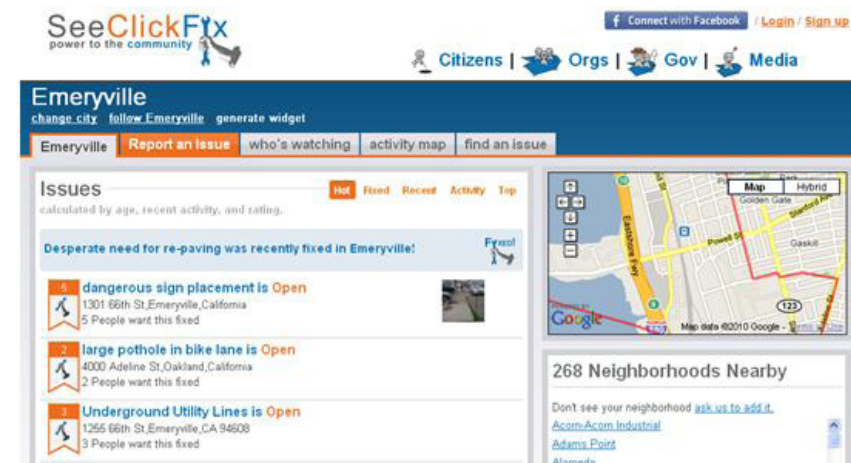 SeeClickFix
power to the community
Connect with Facebook / Login / Sign up
Citizens | Orgs | Gov | Media
Emeryville
change city follow Emeryville generate widget
Emeryville Report an Issue who's watching activity map find an issue
Issues
Hot Fixed Recent Activity Top
calculated by age, recent activity, and rating.
Desperate need for re-paving was recently fixed in Emeryville!
Fyxed!
5
dangerous sign placement is Open
1301 66th St,Emeryville,California
5 People want this fixed
2
large pothole in bike lane is Open
4000 Adeline St,Oakland,California
2 People want this fixed
3
Underground Utility Lines is Open
1255 66th St,Emeryville,CA 94608
3 People want this fixed
Map Hybrid
Golden Gate
Stanford Ave
Powell St
Gaskill
Eastshore Fwy
123
POWERED BY
Google
Map data ©2010 Google -
268 Neighborhoods Nearby
Don't see your neighborhood ask us to add it.
Acorn-Acorn Industrial
Adams Point
Alameda